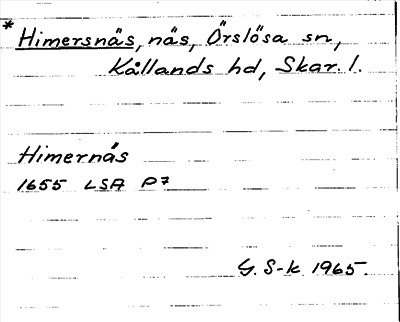 * Himersnäs, näs, Örslösa sn,
Kållands hd, Skar. l.
Himernäs
1655 LSA P7
G. S-k 1965.